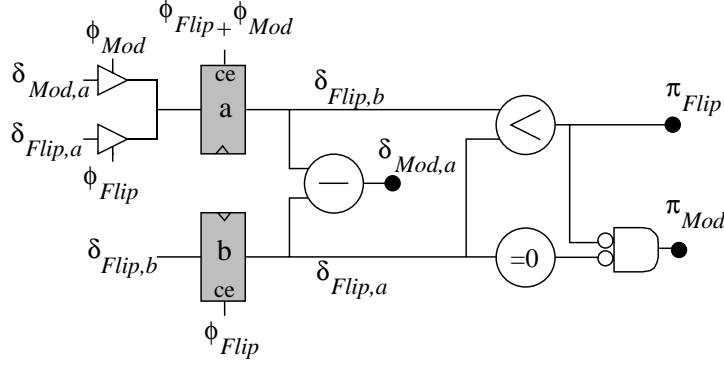 ϕFlip + ϕMod
ϕMod
δMod,a
ce
a
δFlip,b
<
πFlip
δFlip,a
ϕFlip
−
δMod,a
b
ce
δFlip,b
δFlip,a
=0
πMod
ϕFlip